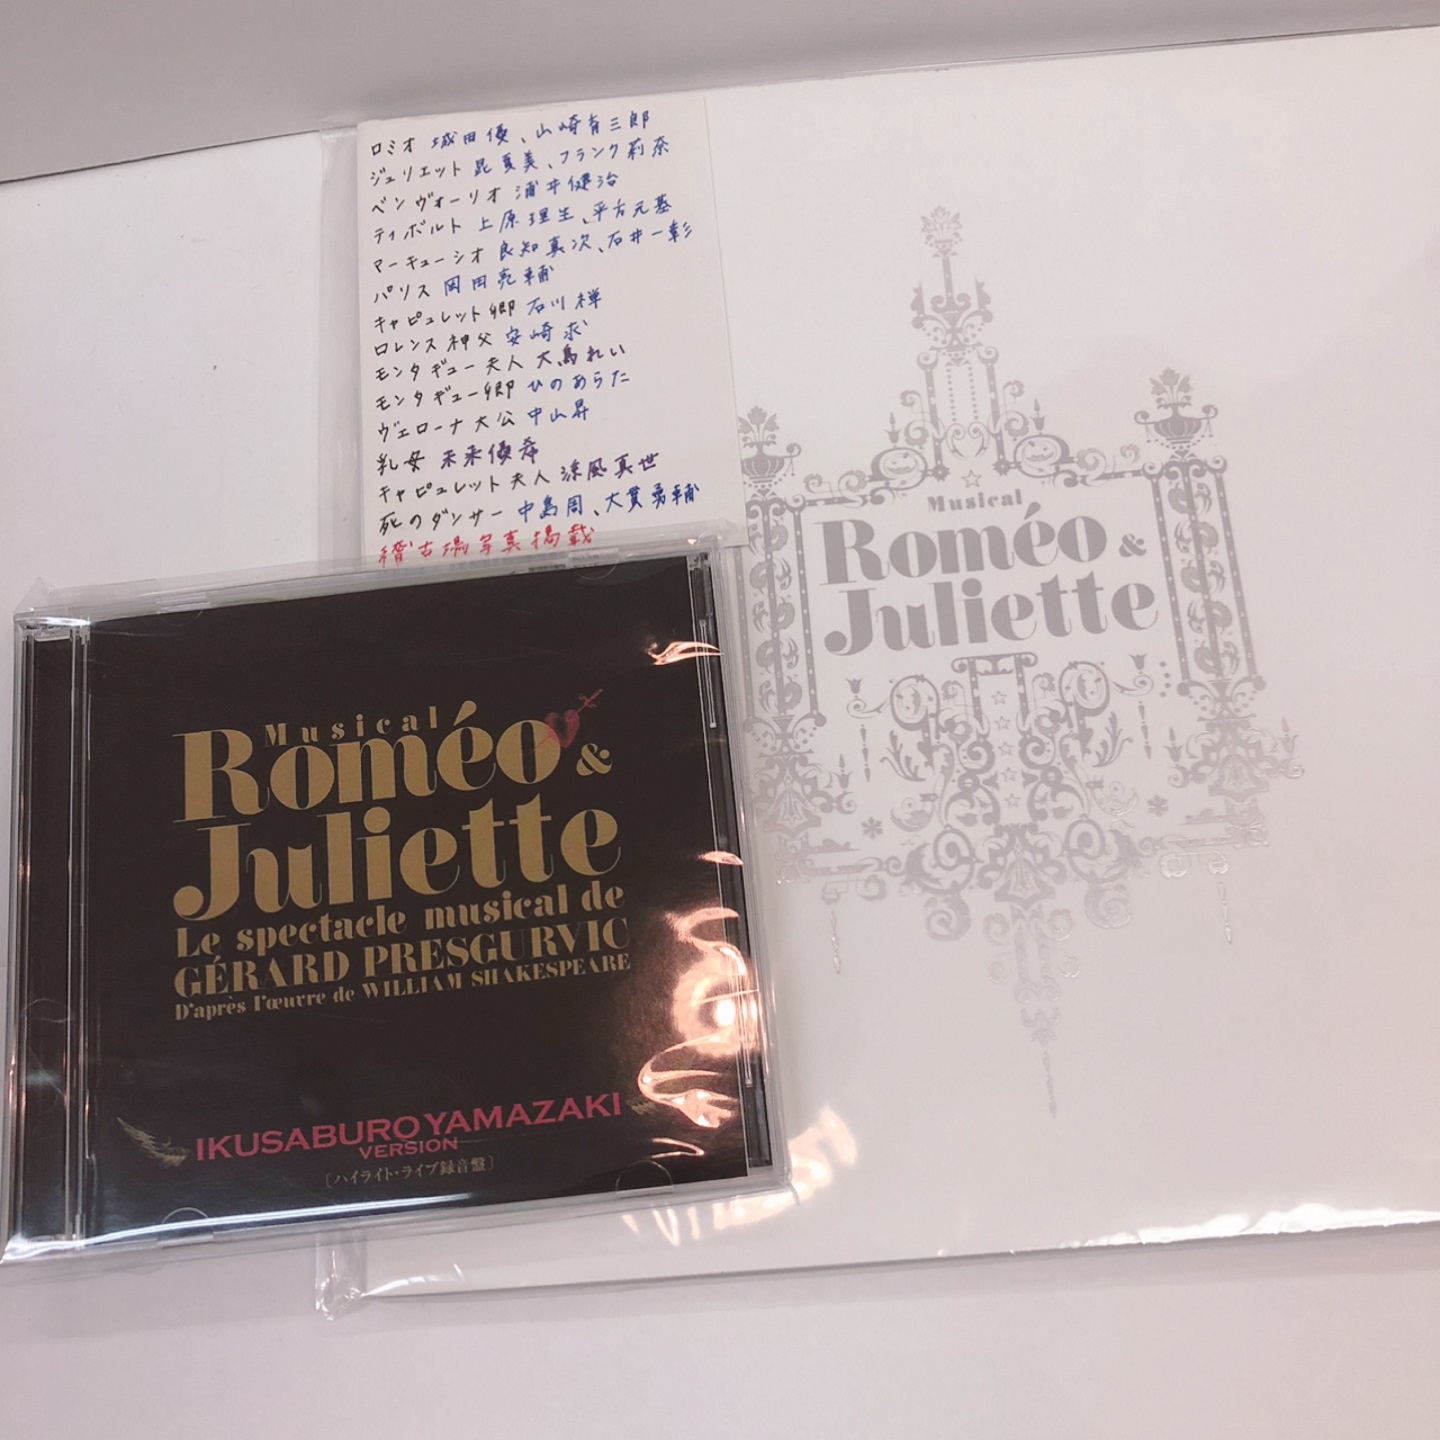 ロミオ 城田優、山崎育三郎
ジュリエット 昆夏美、フランク莉奈
ベンヴォーリオ 浦井健治
ティボルト 上原理生、平方元基
マーキューシオ 良知真次、石井一彰
パリス 岡田亮輔
キャピュレット卿 石川禅
ロレンス神父 安崎求
モンタギュー夫人 大鳥れい
モンタギュー卿 ひのあらた
ヴェローナ大公 中山昇
乳母 未来優希
キャピュレット夫人 涼風真世
死のダンサー 中島周、大貫勇輔
稽古場写真掲載
Musical
Roméo &
Juliette
Musical
Roméo &
Juliette
Le spectacle musical de
GÉRARD PRESGURVIC
D'après l'œuvre de WILLIAM SHAKESPEARE
IKUSABURO YAMAZAKI
VERSION
［ハイライト・ライブ録音盤］